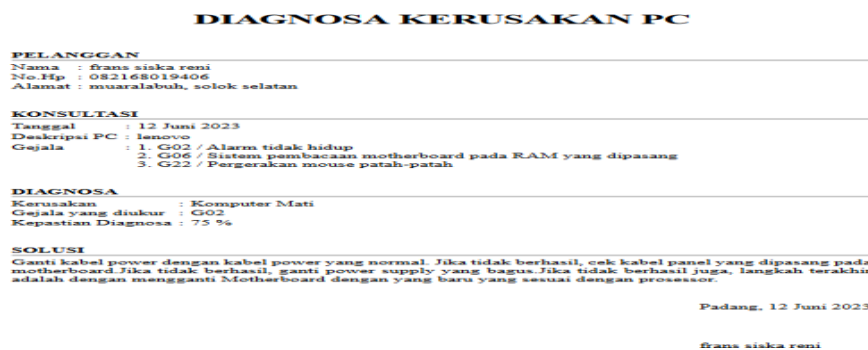 DIAGNOSA KERUSAKAN PC
PELANGGAN
Nama : frans siska reni
No.Hp : 082168019406
Alamat : muaralabuh, solok selatan
KONSULTASI
Tanggal : 12 Juni 2023
Deskripsi PC : lenovo
Gejala : 1. G02 / Alarm tidak hidup
2. G06 / Sistem pembacaan motherboard pada RAM yang dipasang
3. G22 / Pergerakan mouse patah-patah
DIAGNOSA
Kerusakan : Komputer Mati
Gejala yang diukur : G02
Kepastian Diagnosa : 75 %
SOLUSI
Ganti kabel power dengan kabel power yang normal. Jika tidak berhasil, cek kabel panel yang dipasang pada
motherboard.Jika tidak berhasil, ganti power supply yang bagus.Jika tidak berhasil juga, langkah terakhir
adalah dengan mengganti Motherboard dengan yang baru yang sesuai dengan prosessor.
Padang, 12 Juni 2023
frans siska reni